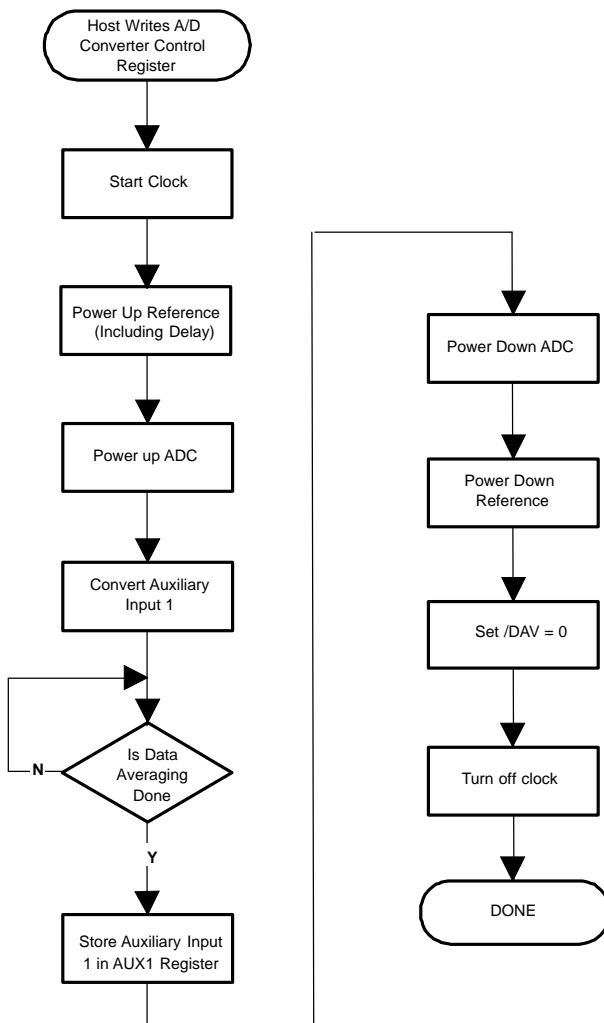 Host Writes A/D
Converter Control
Register
Start Clock
Power Up Reference
(Including Delay)
Power up ADC
Convert Auxiliary
Input 1
Is Data
Averaging
Done
N
Y
Store Auxiliary Input
1 in AUX1 Register
Power Down ADC
Power Down
Reference
Set /DAV = 0
Turn off clock
DONE